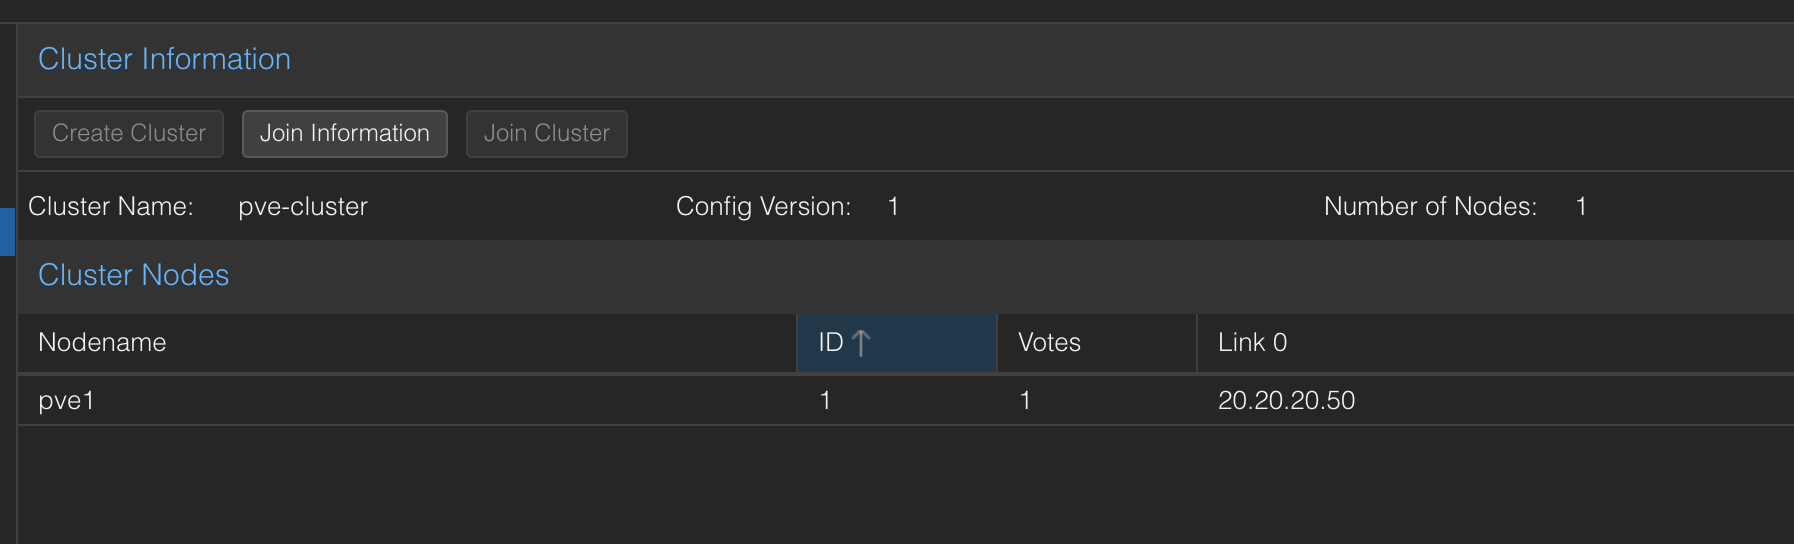 Cluster Information
Create Cluster Join Information Join Cluster
Cluster Name: pve-cluster Config Version: 1 Number of Nodes: 1
Cluster Nodes
Nodename ID↑ Votes Link 0
pve1 1 1 20.20.20.50